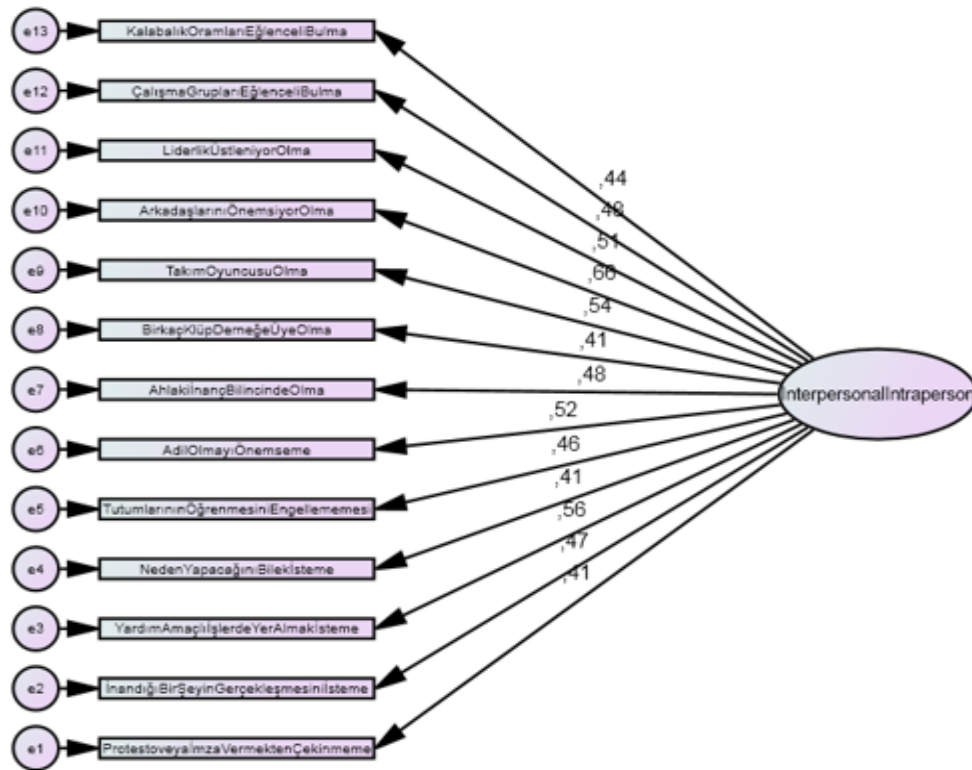 e13
KalabalıkOramlarıEğlenceliBulma
e12
ÇalışmaGruplarıEğlenceliBulma
e11
LiderlikÜstleniyorOlma
,44
e10
ArkadaşlarınıÖnemsiyorOlma
,48
,51
e9
TakımOyuncusuOlma
,66
,54
e8
BirkaçKlüpDerneğeÜyeOlma
,41
e7
AhlakiİnançBilincindeOlma
,48
InterpersonalIntraperson
,52
e6
AdilOlmayıÖnemseme
,46
,41
e5
TutumlarınınÖğrenmesiniEngellememesi
,56
,47
e4
NedenYapacağınıBilekİsteme
,41
e3
YardımAmaçlıİşlerdeYerAlmakİsteme
e2
İnandığıBirŞeyinGerçekleşmesiniİsteme
e1
ProtestoveyaİmzaVermektenÇekinmeme